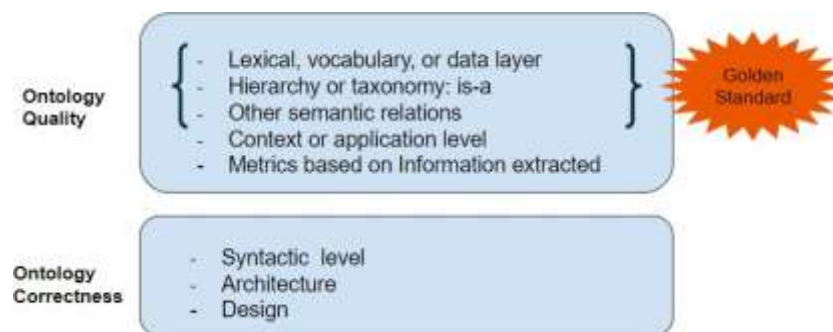 Ontology
Quality
- Lexical, vocabulary, or data layer
- Hierarchy or taxonomy: is-a
- Other semantic relations
- Context or application level
- Metrics based on Information extracted
Golden
Standard
Ontology
Correctness
- Syntactic level
- Architecture
- Design